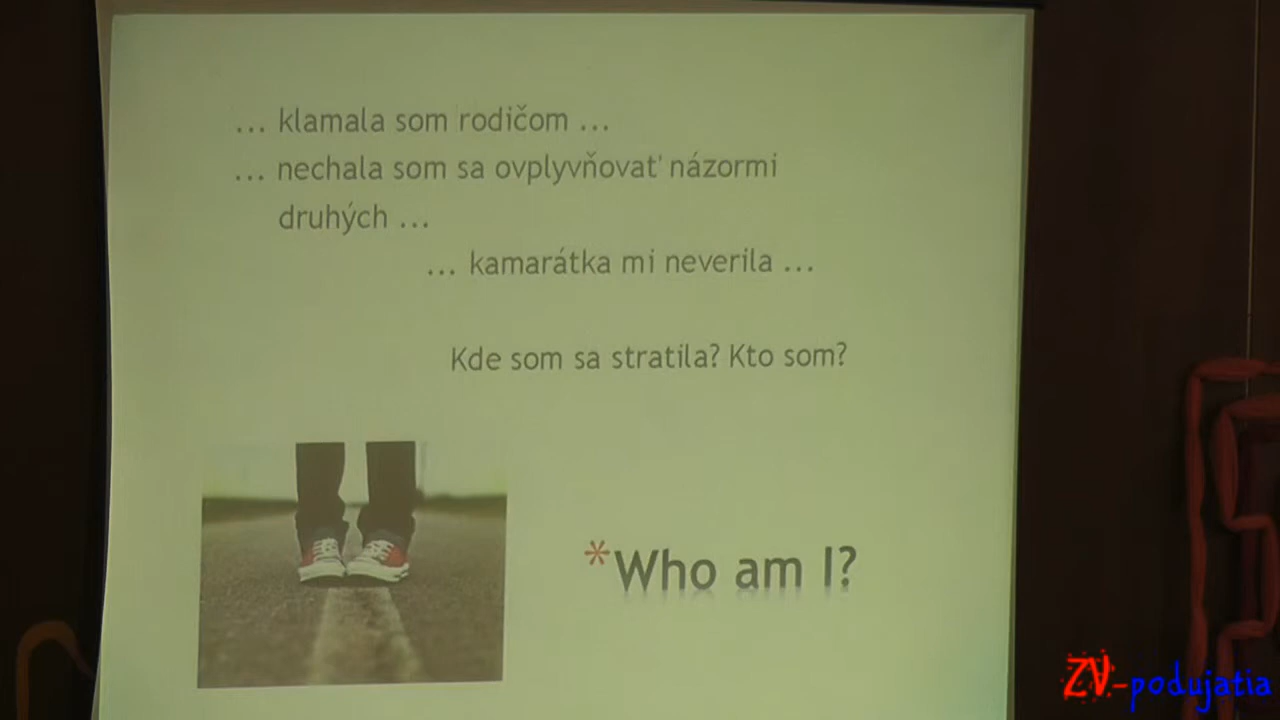 ... klamala som rodičom ...
... nechala som sa ovplyvňovať názormi
druhých ...
... kamarátka mi neverila ...
Kde som sa stratila? Kto som?
*Who am I?
ZV-podujatia